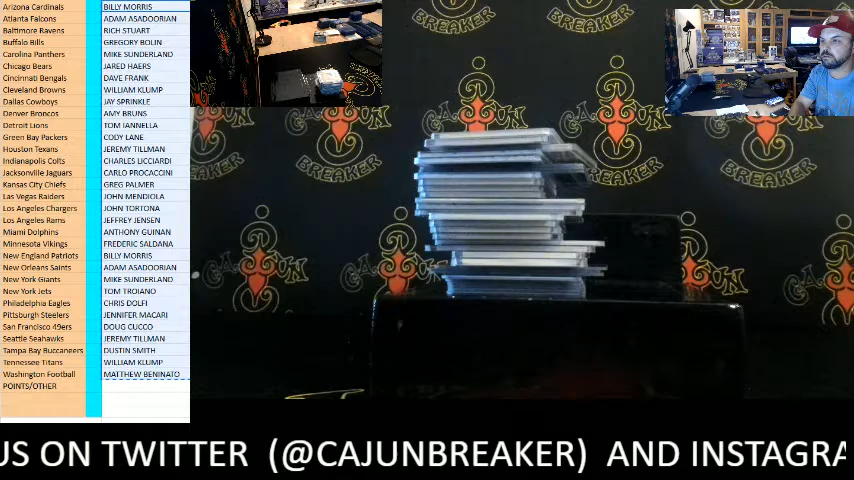 Arizona Cardinals BILLY MORRIS
Atlanta Falcons ADAM ASADOORIAN
Baltimore Ravens RICH STUART
Buffalo Bills GREGORY BOLIN
Carolina Panthers MIKE SUNDERLAND
Chicago Bears JARED HAERS
Cincinnati Bengals DAVE FRANK
Cleveland Browns WILLIAM KLUMP
Dallas Cowboys JAY SPRINKLE
Denver Broncos AMY BRUNS
Detroit Lions TOM IANNELLA
Green Bay Packers CODY LANE
Houston Texans JEREMY TILLMAN
Indianapolis Colts CHARLES LICCIARDI
Jacksonville Jaguars CARLO PROCACCINI
Kansas City Chiefs GREG PALMER
Las Vegas Raiders JOHN MENDIOLA
Los Angeles Chargers JOHN TORTONA
Los Angeles Rams JEFFREY JENSEN
Miami Dolphins ANTHONY GUINAN
Minnesota Vikings FREDERIC SALDANA
New England Patriots BILLY MORRIS
New Orleans Saints ADAM ASADOORIAN
New York Giants MIKE SUNDERLAND
New York Jets TOM TROIANO
Philadelphia Eagles CHRIS DOLFI
Pittsburgh Steelers JENNIFER MACARI
San Francisco 49ers DOUG CUCCO
Seattle Seahawks JEREMY TILLMAN
Tampa Bay Buccaneers DUSTIN SMITH
Tennessee Titans WILLIAM KLUMP
Washington Football MATTHEW BENINATO
POINTS/OTHER
CAJUN
BREAKER
US ON TWITTER (@CAJUNBREAKER) AND INSTAGRA